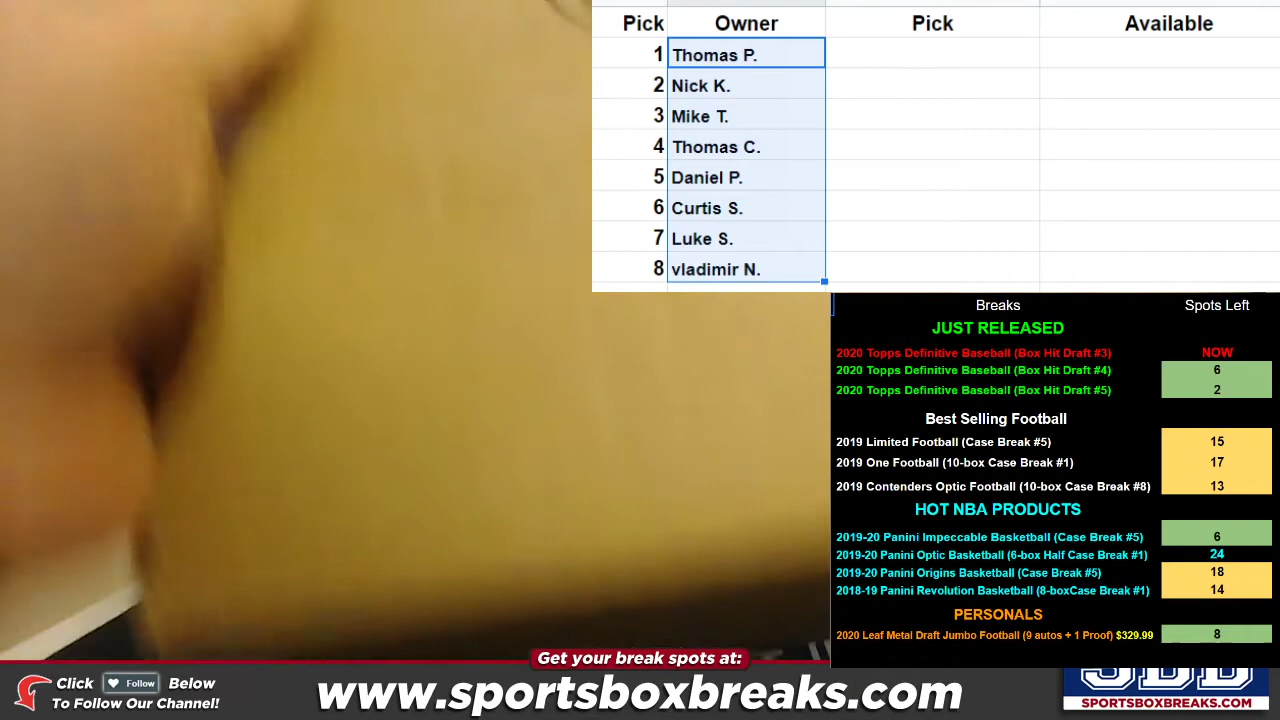 Pick Owner Pick Available
1 Thomas P.
2 Nick K.
3 Mike T.
4 Thomas C.
5 Daniel P.
6 Curtis S.
7 Luke S.
8 vladimir N.
Breaks Spots Left
JUST RELEASED
2020 Topps Definitive Baseball (Box Hit Draft #3) NOW
2020 Topps Definitive Baseball (Box Hit Draft #4) 6
2020 Topps Definitive Baseball (Box Hit Draft #5) 2
Best Selling Football
2019 Limited Football (Case Break #5) 15
2019 One Football (10-box Case Break #1) 17
2019 Contenders Optic Football (10-box Case Break #8) 13
HOT NBA PRODUCTS
2019-20 Panini Impeccable Basketball (Case Break #5) 6
2019-20 Panini Optic Basketball (6-box Half Case Break #1) 24
2019-20 Panini Origins Basketball (Case Break #5) 18
2018-19 Panini Revolution Basketball (8-boxCase Break #1) 14
PERSONALS
2020 Leaf Metal Draft Jumbo Football (9 autos + 1 Proof) $329.99 8
Get your break spots at:
Click Follow Below
To Follow Our Channel!
www.sportsboxbreaks.com
SBB
SPORTSBOXBREAKS.COM